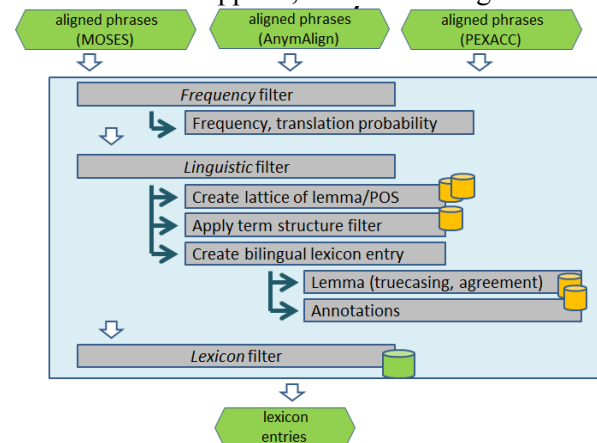 aligned phrases
(MOSES)
aligned phrases
(AnymAlign)
aligned phrases
(PEXACC)
Frequency filter
Frequency, translation probability
Linguistic filter
Create lattice of lemma/POS
Apply term structure filter
Create bilingual lexicon entry
Lemma (truecasing, agreement)
Annotations
Lexicon filter
lexicon
entries